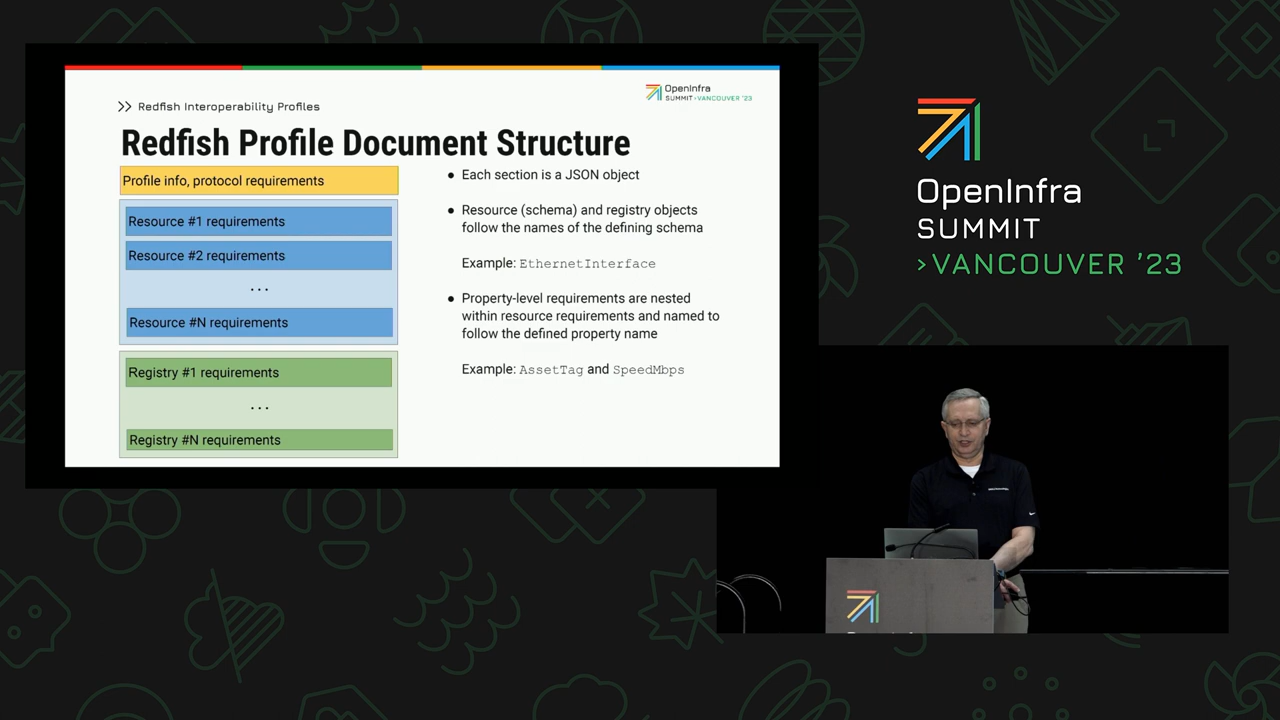 >> Redfish Interoperability Profiles
OpenInfra
SUMMIT >VANCOUVER '23
Redfish Profile Document Structure
Profile info, protocol requirements
Resource #1 requirements
Resource #2 requirements
...
Resource #N requirements
Registry #1 requirements
...
Registry #N requirements
● Each section is a JSON object
● Resource (schema) and registry objects
follow the names of the defining schema
Example: EthernetInterface
● Property-level requirements are nested
within resource requirements and named to
follow the defined property name
Example: AssetTag and SpeedMbps
OpenInfra
SUMMIT
>VANCOUVER '23